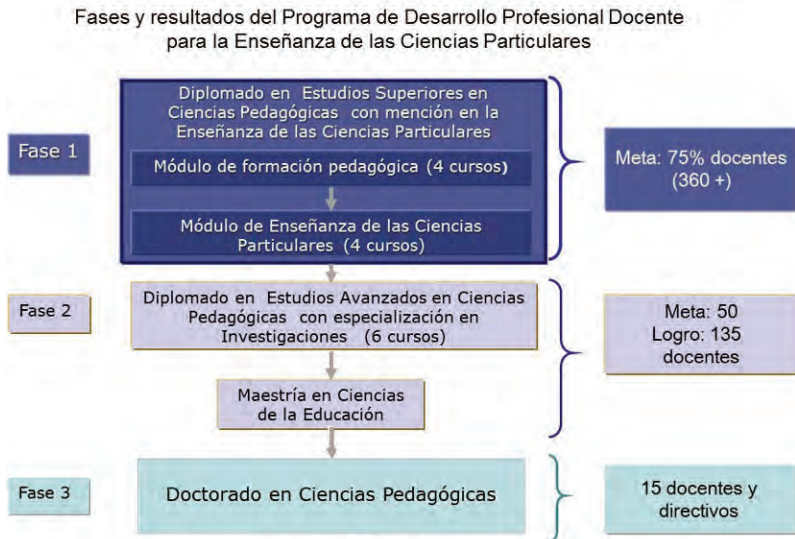 Fases y resultados del Programa de Desarrollo Profesional Docente
para la Enseñanza de las Ciencias Particulares
Fase 1
Diplomado en Estudios Superiores en
Ciencias Pedagógicas con mención en la
Enseñanza de las Ciencias Particulares
Módulo de formación pedagógica (4 cursos)
Módulo de Enseñanza de las Ciencias
Particulares (4 cursos)
Meta: 75% docentes
(360 +)
Fase 2
Diplomado en Estudios Avanzados en Ciencias
Pedagógicas con especialización en
Investigaciones (6 cursos)
Maestría en Ciencias
de la Educación
Meta: 50
Logro: 135
docentes
Fase 3
Doctorado en Ciencias Pedagógicas
15 docentes y
directivos